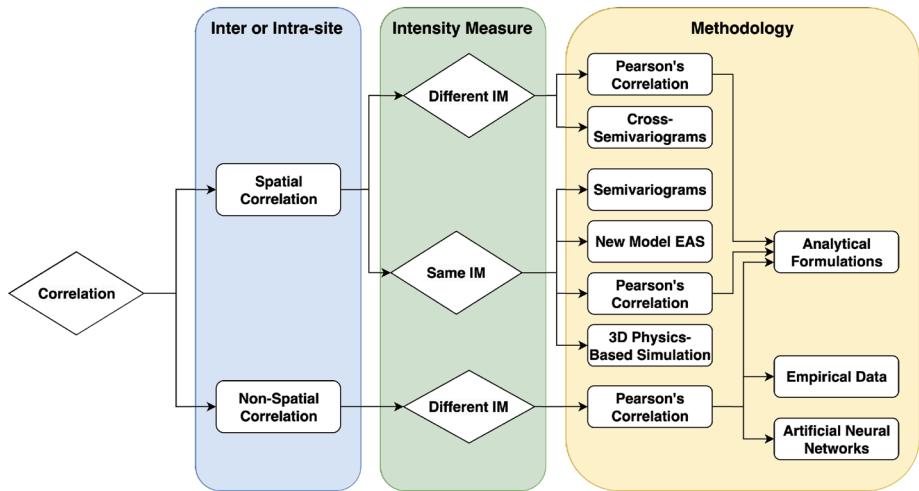 Inter or Intra-site
Intensity Measure
Methodology
Correlation
Spatial
Correlation
Non-Spatial
Correlation
Different IM
Same IM
Different IM
Pearson's
Correlation
Cross-
Semivariograms
Semivariograms
New Model EAS
Pearson's
Correlation
3D Physics-
Based Simulation
Pearson's
Correlation
Analytical
Formulations
Empirical Data
Artificial Neural
Networks